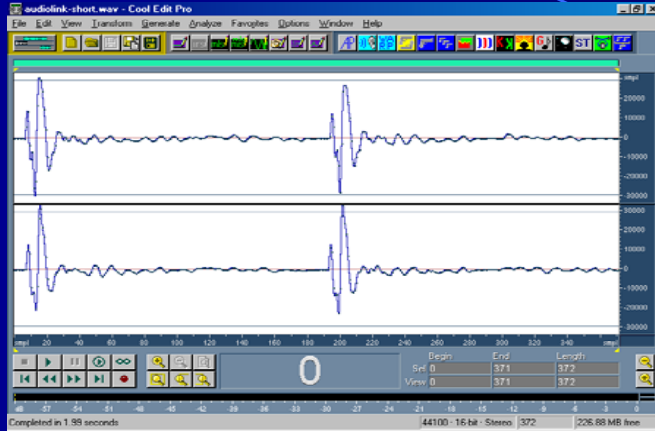 audiolink-short.wav - Cool Edit Pro
File Edit View Transform Generate Analyze Favorites Options Window Help
ST
smpl
20000
10000
0
-10000
-20000
-30000
30000
20000
10000
0
-10000
-20000
-30000
smpl 20 40 60 80 100 120 140 160 180 200 220 240 260 280 300 320 340 smpl
0
Begin End Length
Sel 0 371 372
View 0 371 372
dB -57 -54 -51 -48 -45 -42 -39 -36 -33 -30 -27 -24 -21 -18 -15 -12 -9 -6 -3 0
Completed in 1.99 seconds 44100 · 16-bit · Stereo 372 226.88 MB free